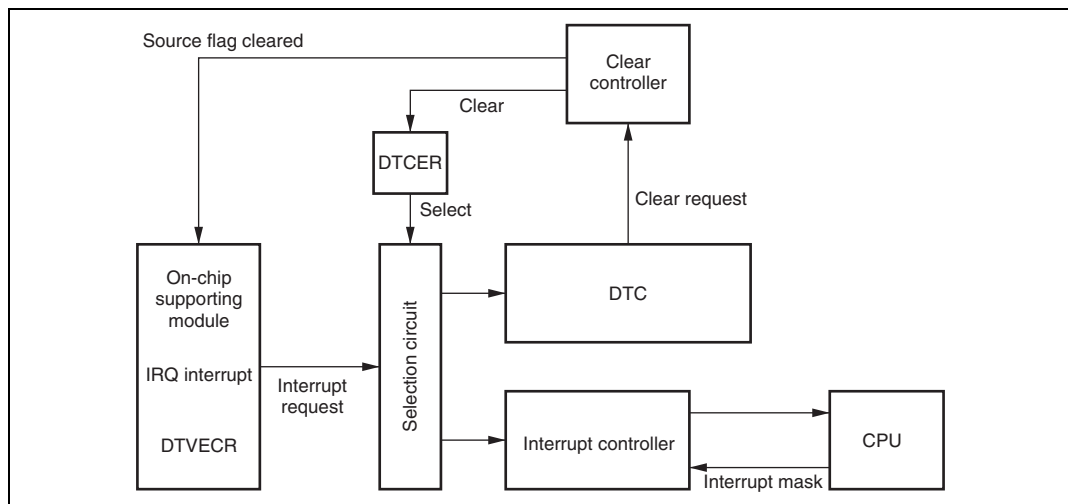 Source flag cleared
Clear
controller
Clear
DTCER
Select
Clear request
On-chip
supporting
module
IRQ interrupt
DTVECR
Interrupt
request
Selection circuit
DTC
Interrupt controller
CPU
Interrupt mask